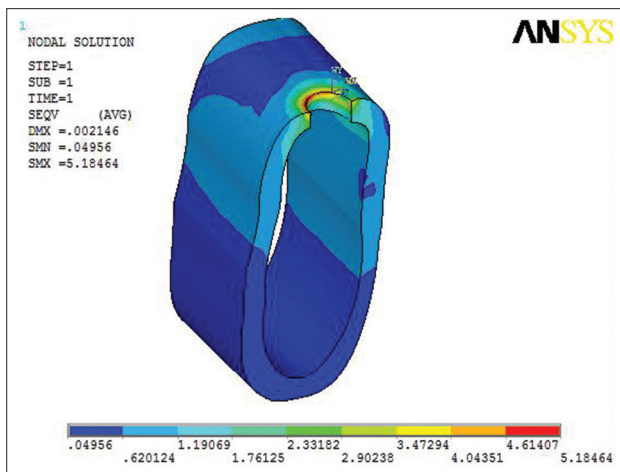 1
ANSYS
NODAL SOLUTION
STEP=1
SUB =1
TIME=1
SEQV (AVG)
DMX =.002146
SMN =.04956
SMX =5.18464
.04956 1.19069 2.33182 3.47294 4.61407
.620124 1.76125 2.90238 4.04351 5.18464